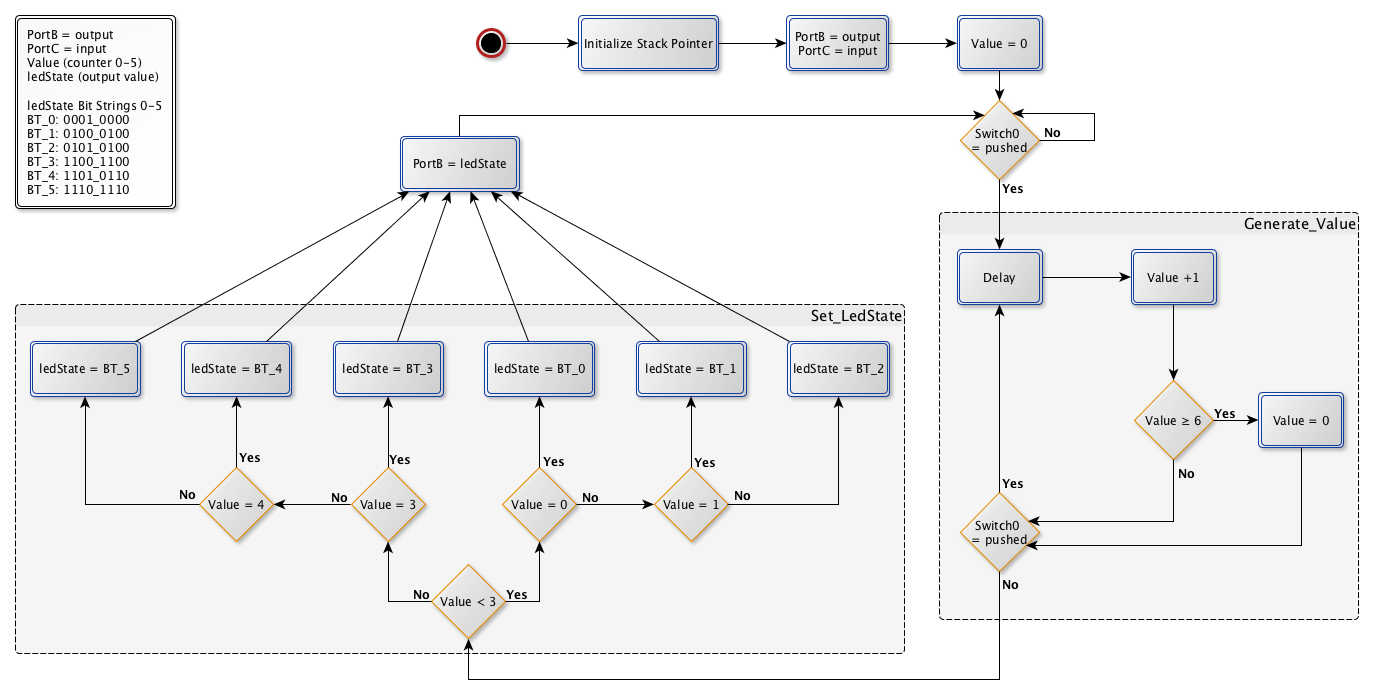 PortB = output
PortC = input
Value (counter 0-5)
ledState (output value)
ledState Bit Strings 0-5
BT_0: 0001_0000
BT_1: 0100_0100
BT_2: 0101_0100
BT_3: 1100_1100
BT_4: 1101_0110
BT_5: 1110_1110
Initialize Stack Pointer
PortB = output
PortC = input
Value = 0
Switch0
= pushed
No
Yes
PortB = ledState
Generate_Value
Delay
Value +1
Value ≥ 6
Yes
Value = 0
No
Yes
Switch0
= pushed
No
Set_LedState
ledState = BT_5
ledState = BT_4
ledState = BT_3
ledState = BT_0
ledState = BT_1
ledState = BT_2
Yes
Yes
Yes
Yes
No
Value = 4
No
Value = 3
Value = 0
No
Value = 1
No
No
Value < 3
Yes